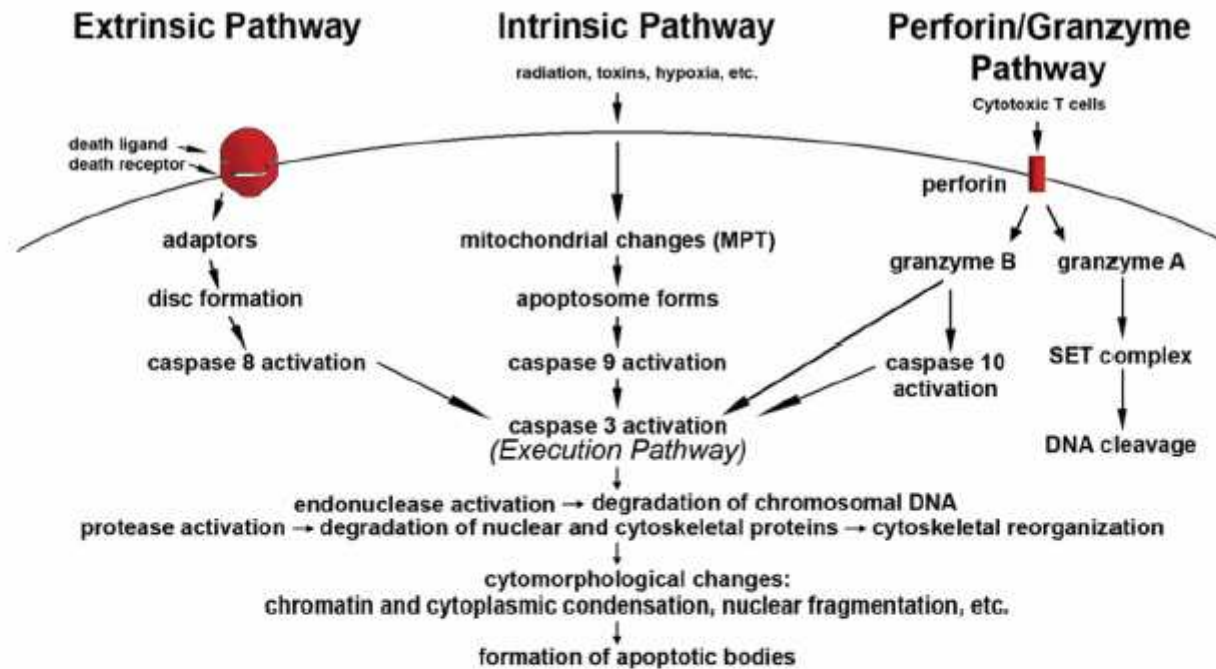 Extrinsic Pathway
Intrinsic Pathway
Perforin/Granzyme
Pathway
radiation, toxins, hypoxia, etc.
Cytotoxic T cells
death ligand
death receptor
perforin
adaptors
mitochondrial changes (MPT)
granzyme B
granzyme A
disc formation
apoptosome forms
caspase 8 activation
caspase 9 activation
caspase 10
activation
SET complex
caspase 3 activation
(Execution Pathway)
DNA cleavage
endonuclease activation → degradation of chromosomal DNA
protease activation → degradation of nuclear and cytoskeletal proteins → cytoskeletal reorganization
cytomorphological changes:
chromatin and cytoplasmic condensation, nuclear fragmentation, etc.
formation of apoptotic bodies